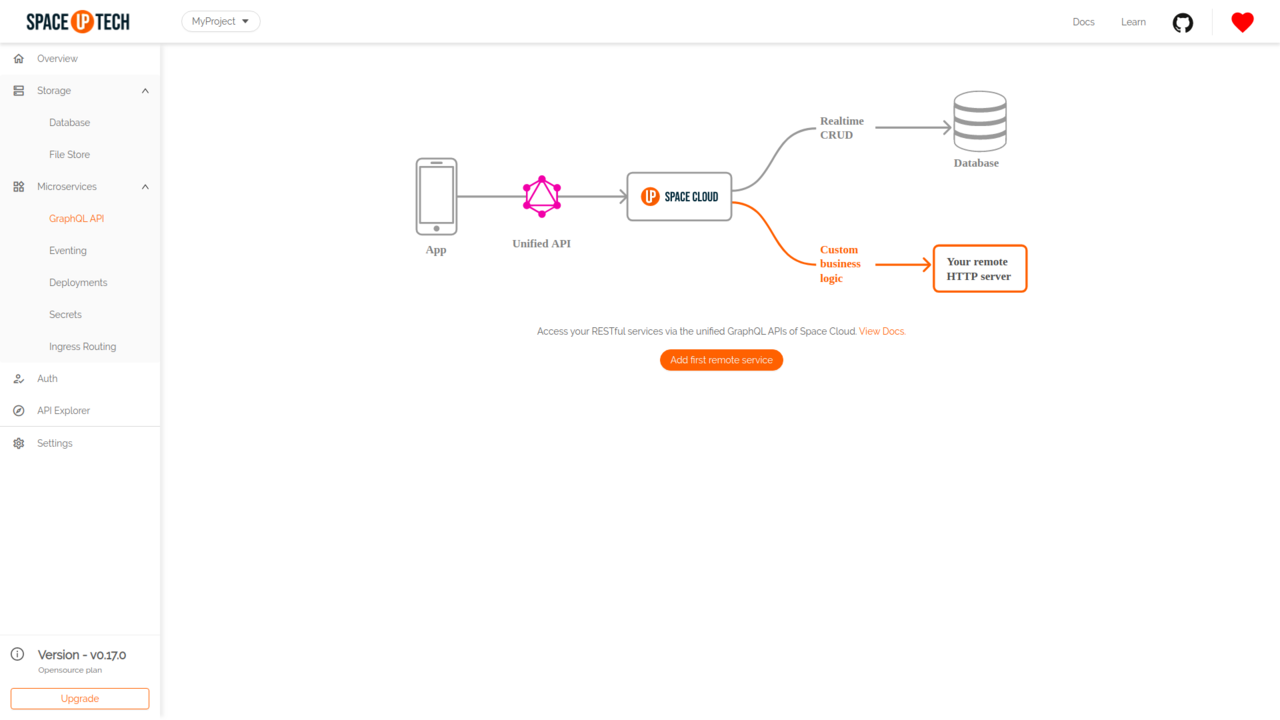 SPACE UP TECH
MyProject
Docs
Learn
Overview
Storage
Database
File Store
Microservices
GraphQL API
Eventing
Deployments
Secrets
Ingress Routing
Auth
API Explorer
Settings
Version - v0.17.0
Opensource plan
Upgrade
App
Unified API
UP SPACE CLOUD
Realtime
CRUD
Database
Custom
business
logic
Your remote
HTTP server
Access your RESTful services via the unified GraphQL APIs of Space Cloud. View Docs.
Add first remote service